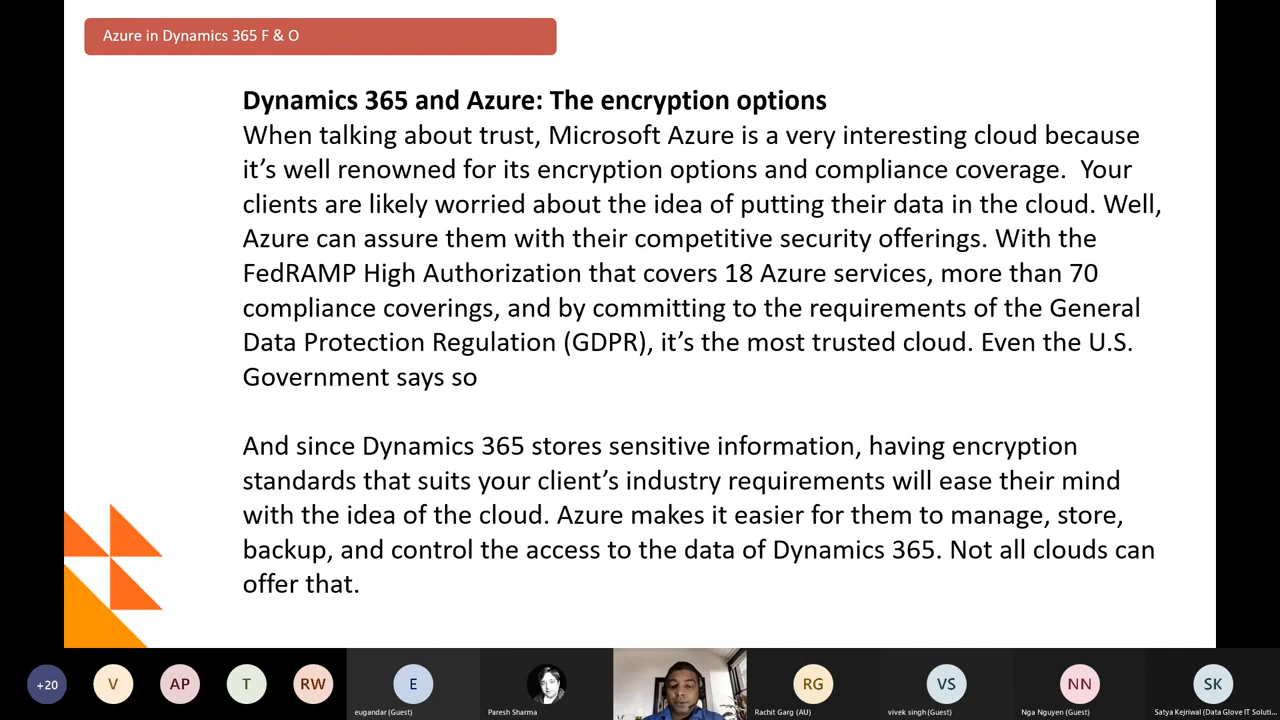 Azure in Dynamics 365 F & O
Dynamics 365 and Azure: The encryption options
When talking about trust, Microsoft Azure is a very interesting cloud because
it’s well renowned for its encryption options and compliance coverage.  Your
clients are likely worried about the idea of putting their data in the cloud. Well,
Azure can assure them with their competitive security offerings. With the
FedRAMP High Authorization that covers 18 Azure services, more than 70
compliance coverings, and by committing to the requirements of the General
Data Protection Regulation (GDPR), it’s the most trusted cloud. Even the U.S.
Government says so
And since Dynamics 365 stores sensitive information, having encryption
standards that suits your client’s industry requirements will ease their mind
with the idea of the cloud. Azure makes it easier for them to manage, store,
backup, and control the access to the data of Dynamics 365. Not all clouds can
offer that.
+20 V AP T RW E RG VS NN SK
eugandar (Guest) Paresh Sharma Rachit Garg (AU) vivek singh (Guest) Nga Nguyen (Guest) Satya Kejriwal (Data Glove IT Soluti...